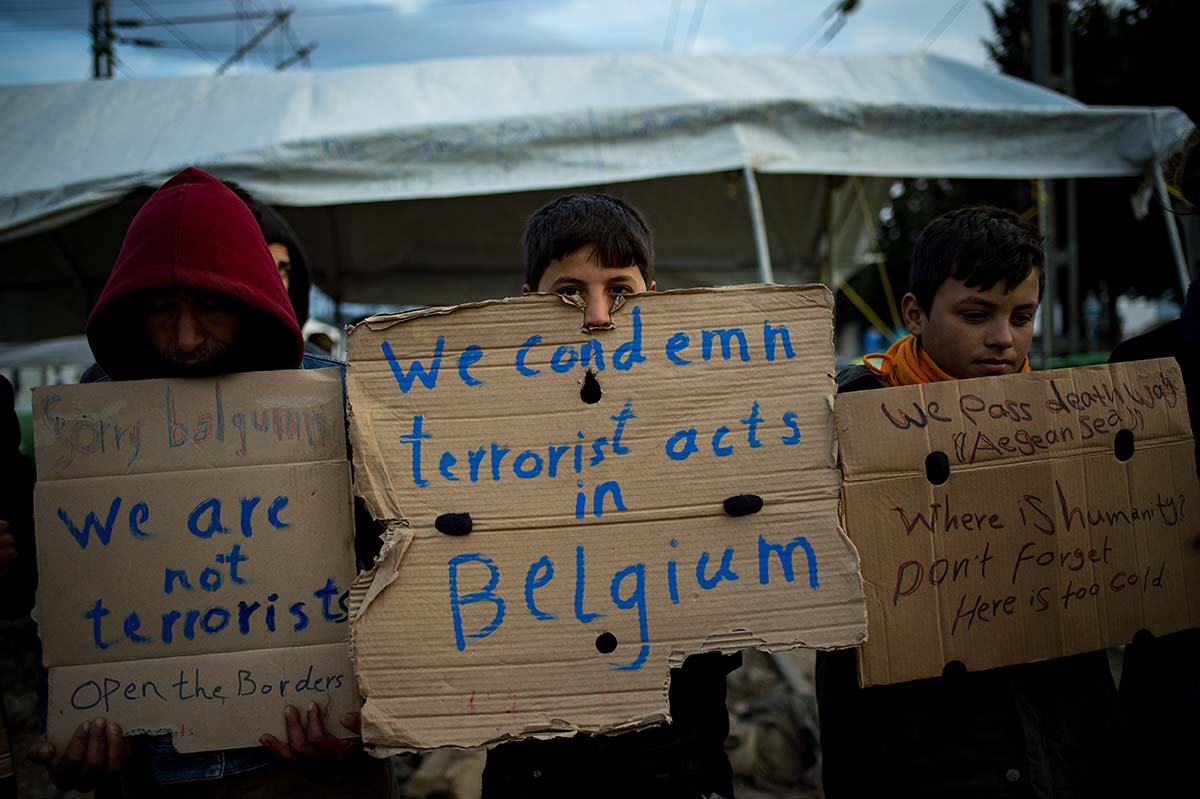 Sorry balgum
We are
not
terrorists
Open the Borders
We condemn
terrorist acts
in
Belgium
We Pass death way
((Aegean Sea))
Where is humanity?
Don't forget
Here is too cold